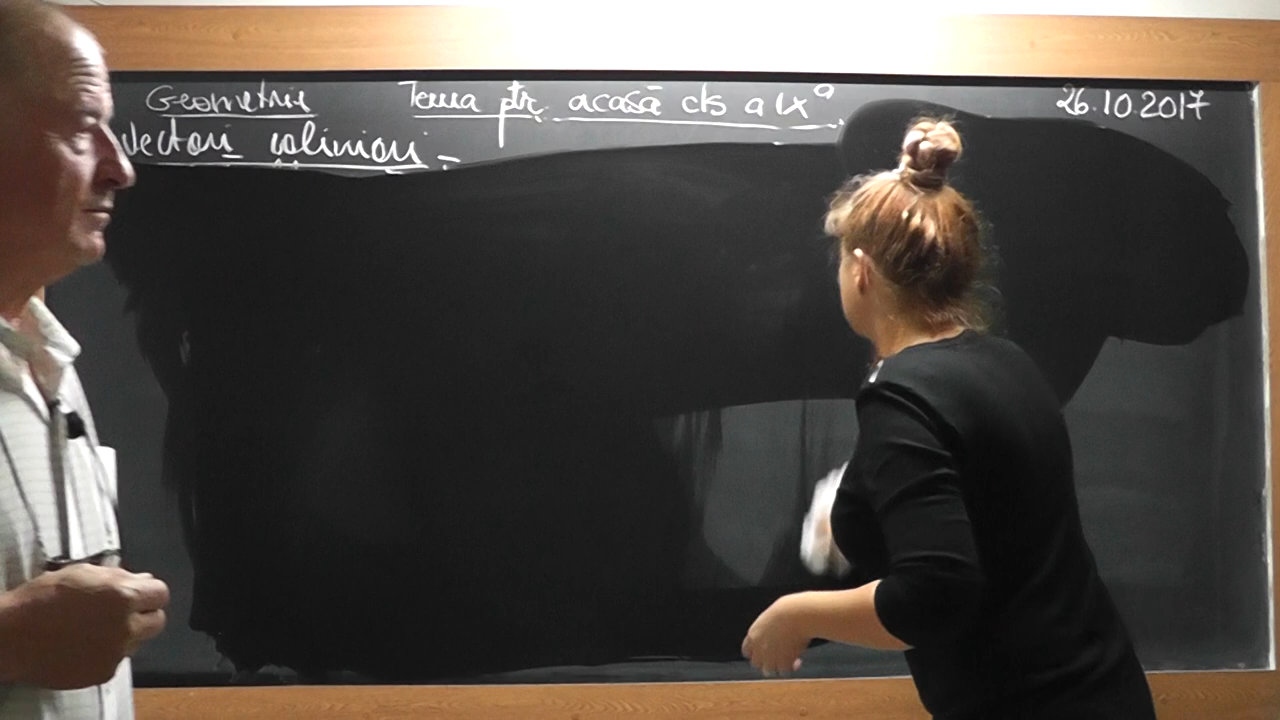 Geometrie Tema ptr. acasă cls a IX a 26.10.2017
Vectori coliniari